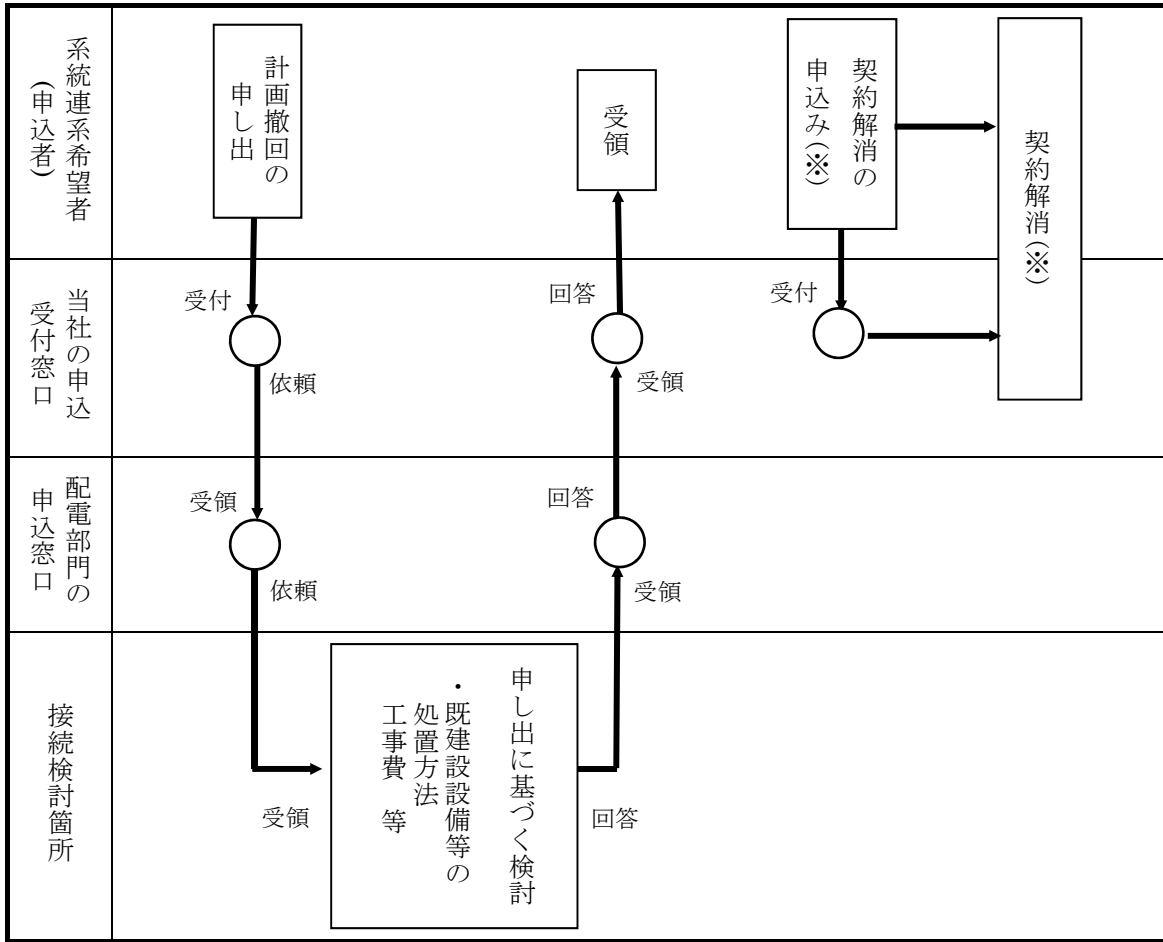 系統連系希望者
(申込者)
計画撤回の
申し出
受領
契約解消の
申込み(※)
契約解消(※)
当社の申込
受付窓口
受付
依頼
回答
受領
受付
配電部門の
申込窓口
受領
依頼
回答
受領
接続検討箇所
受領
申し出に基づく検討
・既建設設備等の
処置方法
工事費 等
回答